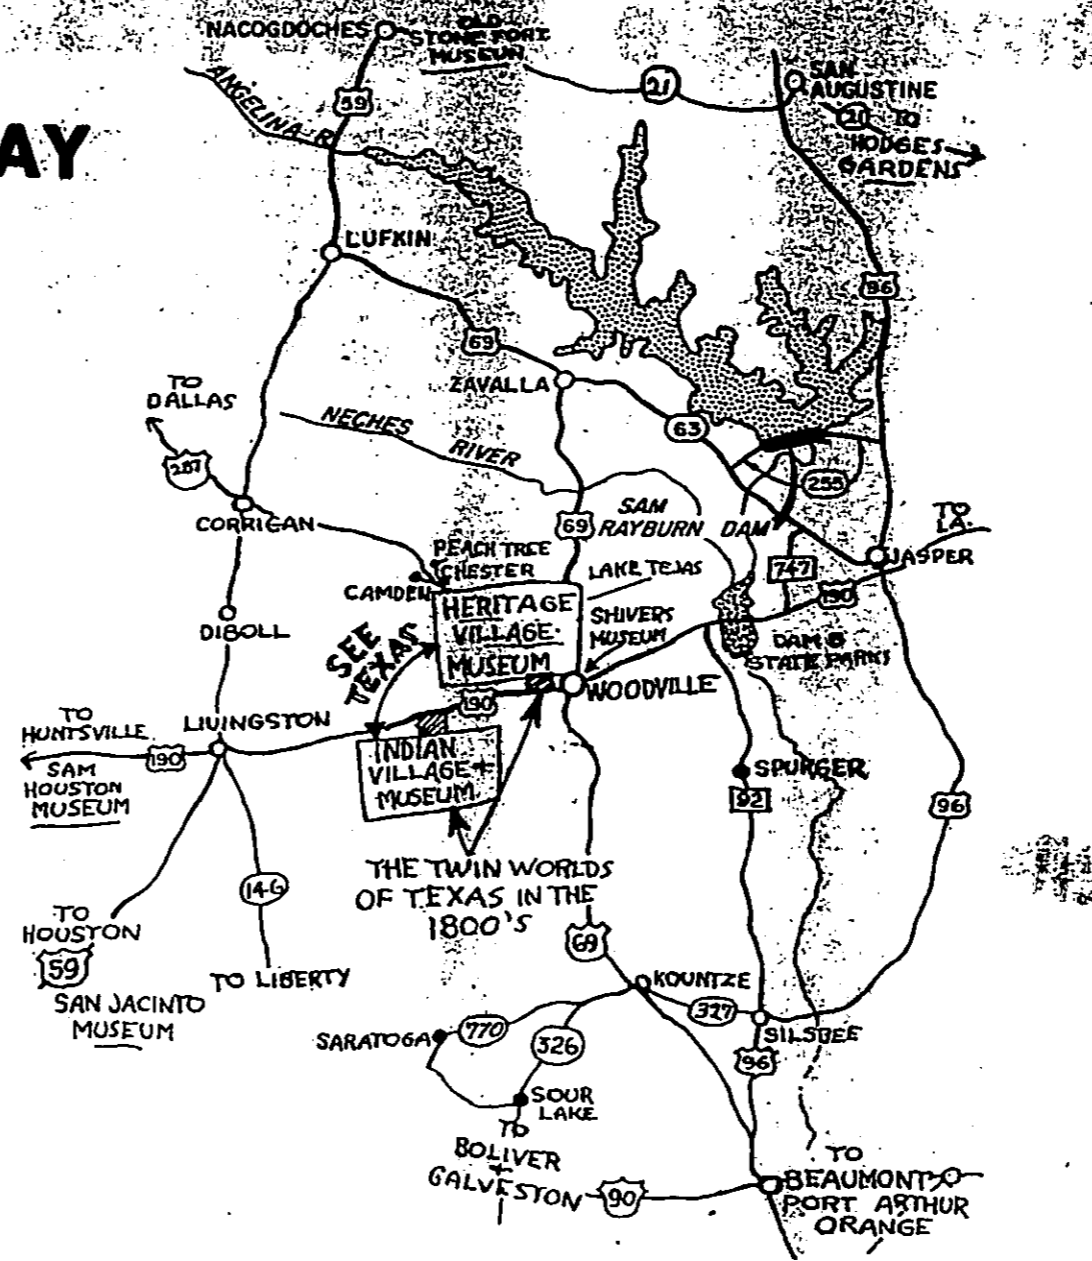 AY
NACOGDOCHES
OLD
STONE FORT
MUSEUM
ANGELINA R.
59
21
SAN
AUGUSTINE
21 TO
HODGES
GARDENS
LUFKIN
96
69
ZAVALLA
TO
DALLAS
287
NECHES
RIVER
63
255
CORRIGAN
SAM
RAYBURN DAM
69
TO
LA.
JASPER
PEACH TREE
CHESTER
CAMDEN
LAKE TEJAS
747
190
HERITAGE
VILLAGE
MUSEUM
SHIVERS
MUSEUM
DIBOLL
SEE
TEXAS
DAM B
STATE PARKS
WOODVILLE
190
TO
HUNTSVILLE
LIVINGSTON
190
SAM
HOUSTON
MUSEUM
INDIAN
VILLAGE +
MUSEUM
SPURGER
92
96
THE TWIN WORLDS
OF TEXAS IN THE
1800'S
146
TO
HOUSTON
59
TO LIBERTY
SAN JACINTO
MUSEUM
69
KOUNTZE
327
SILSBEE
SARATOGA
770
326
96
SOUR
LAKE
TO
BOLIVER
+
GALVESTON
90
TO
BEAUMONT
PORT ARTHUR
ORANGE